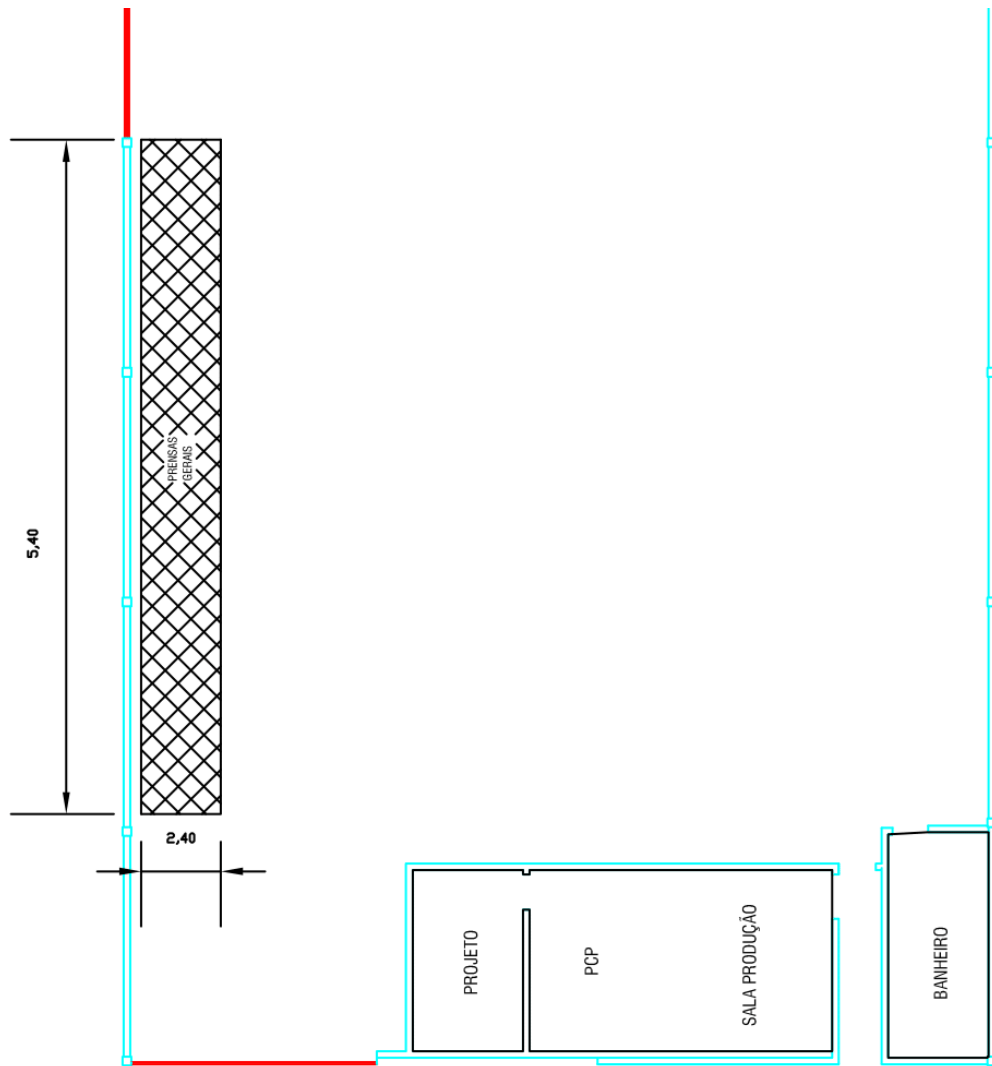 PRENSAS
GERAIS
5,40
2,40
PROJETO
PCP
SALA PRODUÇÃO
BANHEIRO